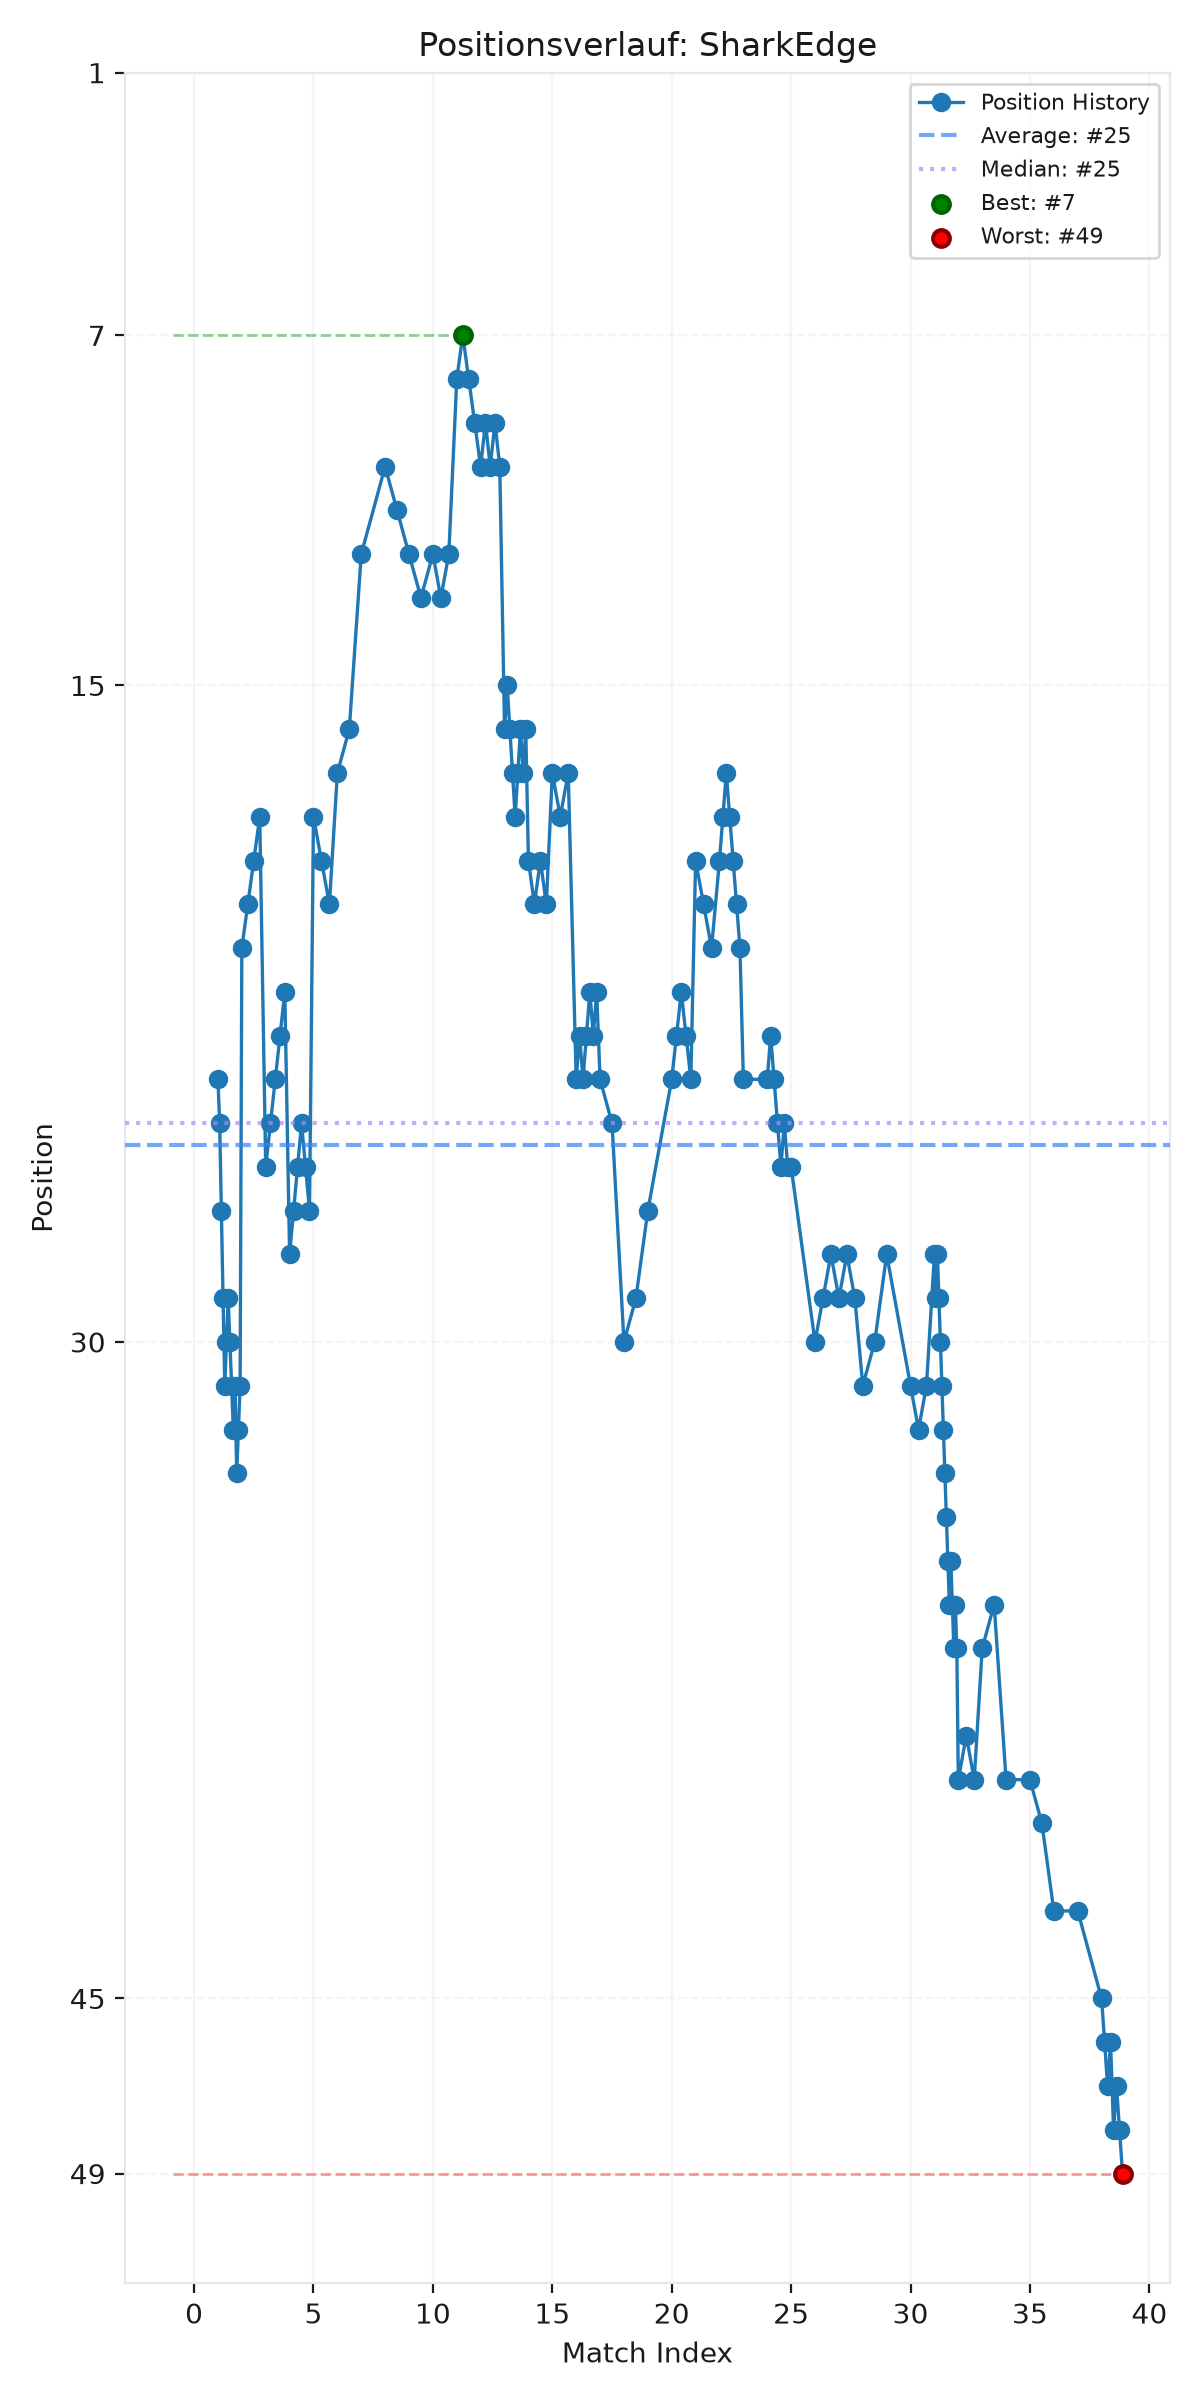 Positionsverlauf: SharkEdge
Position History
Average: #25
Median: #25
Best: #7
Worst: #49
1
7
15
30
45
49
Position
0 5 10 15 20 25 30 35 40
Match Index